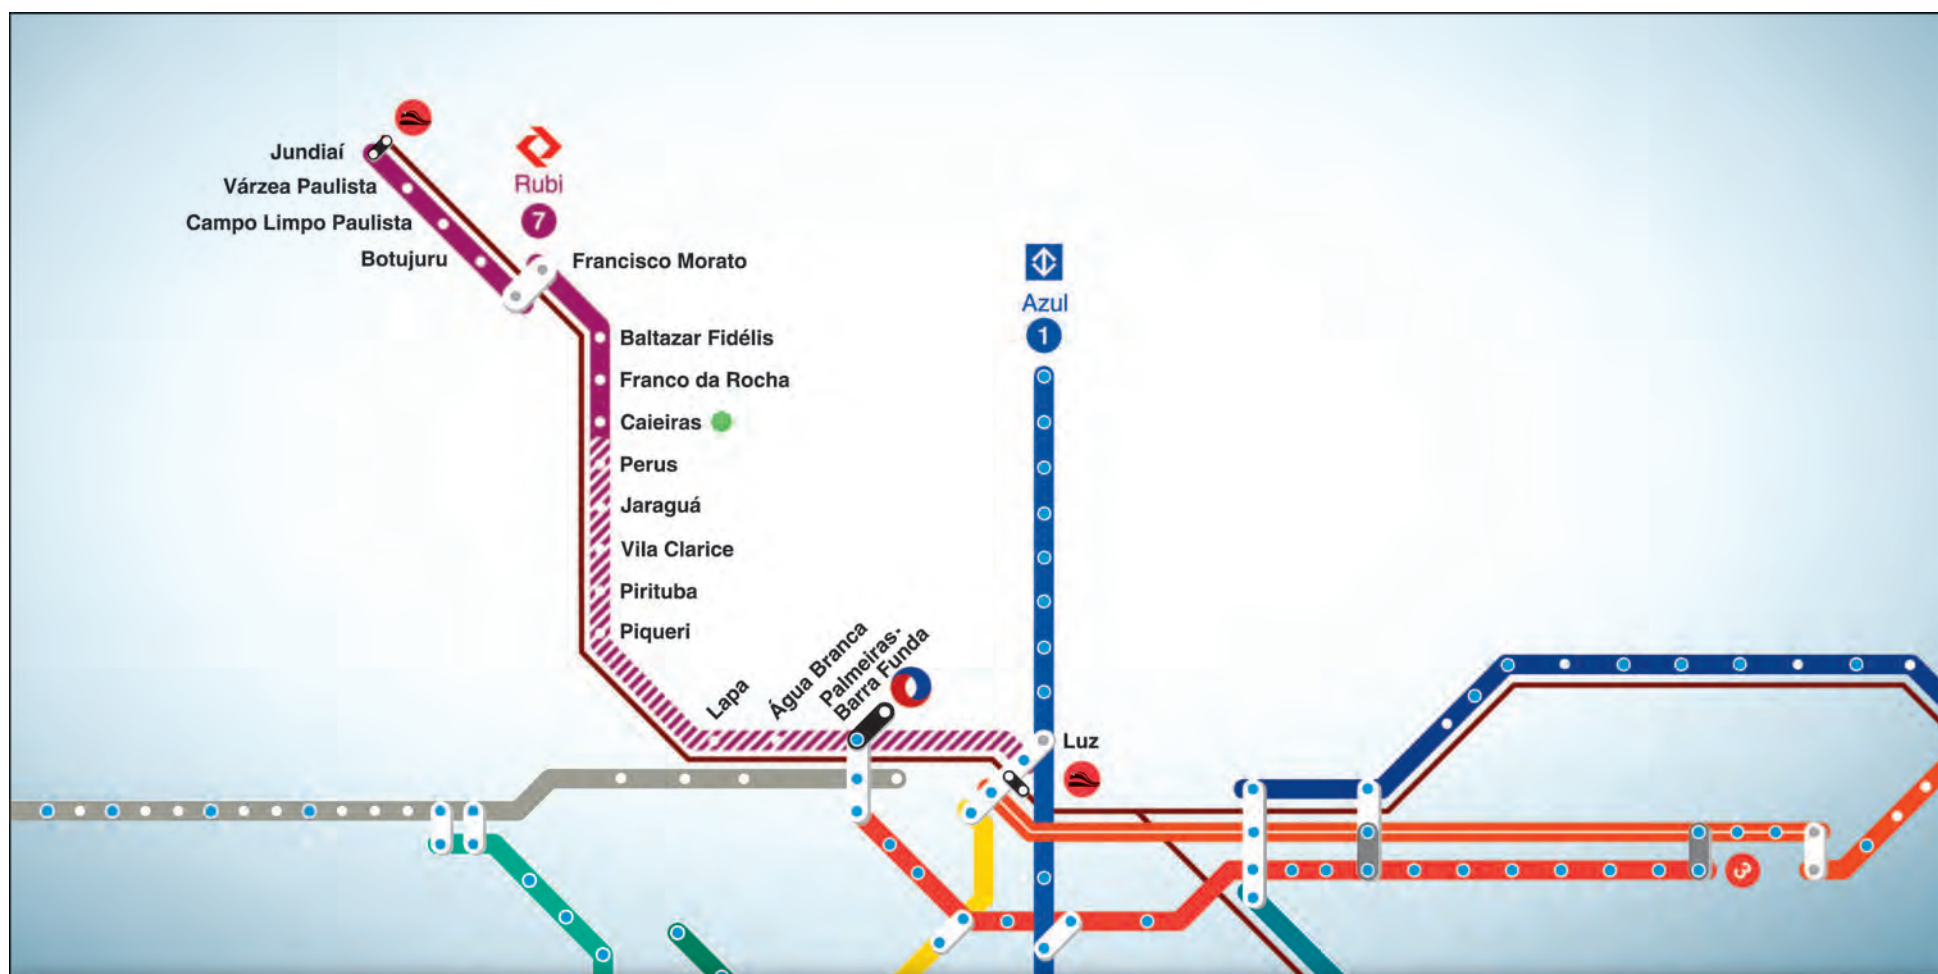 Jundiaí
Várzea Paulista
Campo Limpo Paulista
Botujuru
Rubi
7
Francisco Morato
Baltazar Fidélis
Franco da Rocha
Caieiras
Perus
Jaraguá
Vila Clarice
Pirituba
Piqueri
Lapa
Água Branca
Palmeiras-
Barra Funda
Azul
1
Luz
3